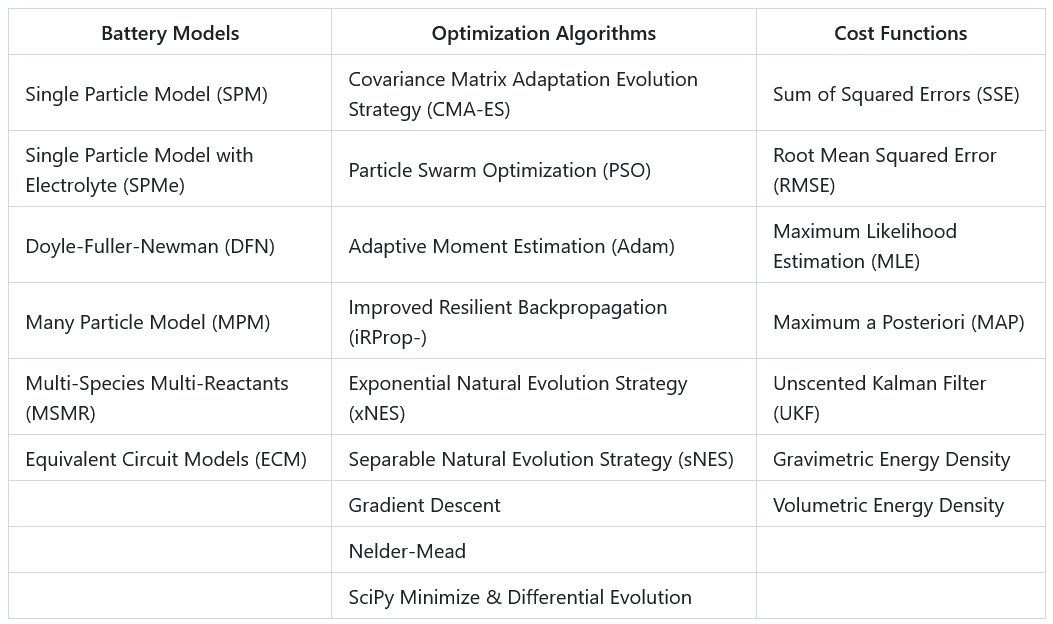 Battery Models
Optimization Algorithms
Cost Functions
Single Particle Model (SPM)
Covariance Matrix Adaptation Evolution
Strategy (CMA-ES)
Sum of Squared Errors (SSE)
Single Particle Model with
Electrolyte (SPMe)
Particle Swarm Optimization (PSO)
Root Mean Squared Error
(RMSE)
Doyle-Fuller-Newman (DFN)
Adaptive Moment Estimation (Adam)
Maximum Likelihood
Estimation (MLE)
Many Particle Model (MPM)
Improved Resilient Backpropagation
(iRProp-)
Maximum a Posteriori (MAP)
Multi-Species Multi-Reactants
(MSMR)
Exponential Natural Evolution Strategy
(xNES)
Unscented Kalman Filter
(UKF)
Equivalent Circuit Models (ECM)
Separable Natural Evolution Strategy (sNES)
Gravimetric Energy Density
Gradient Descent
Volumetric Energy Density
Nelder-Mead
SciPy Minimize & Differential Evolution